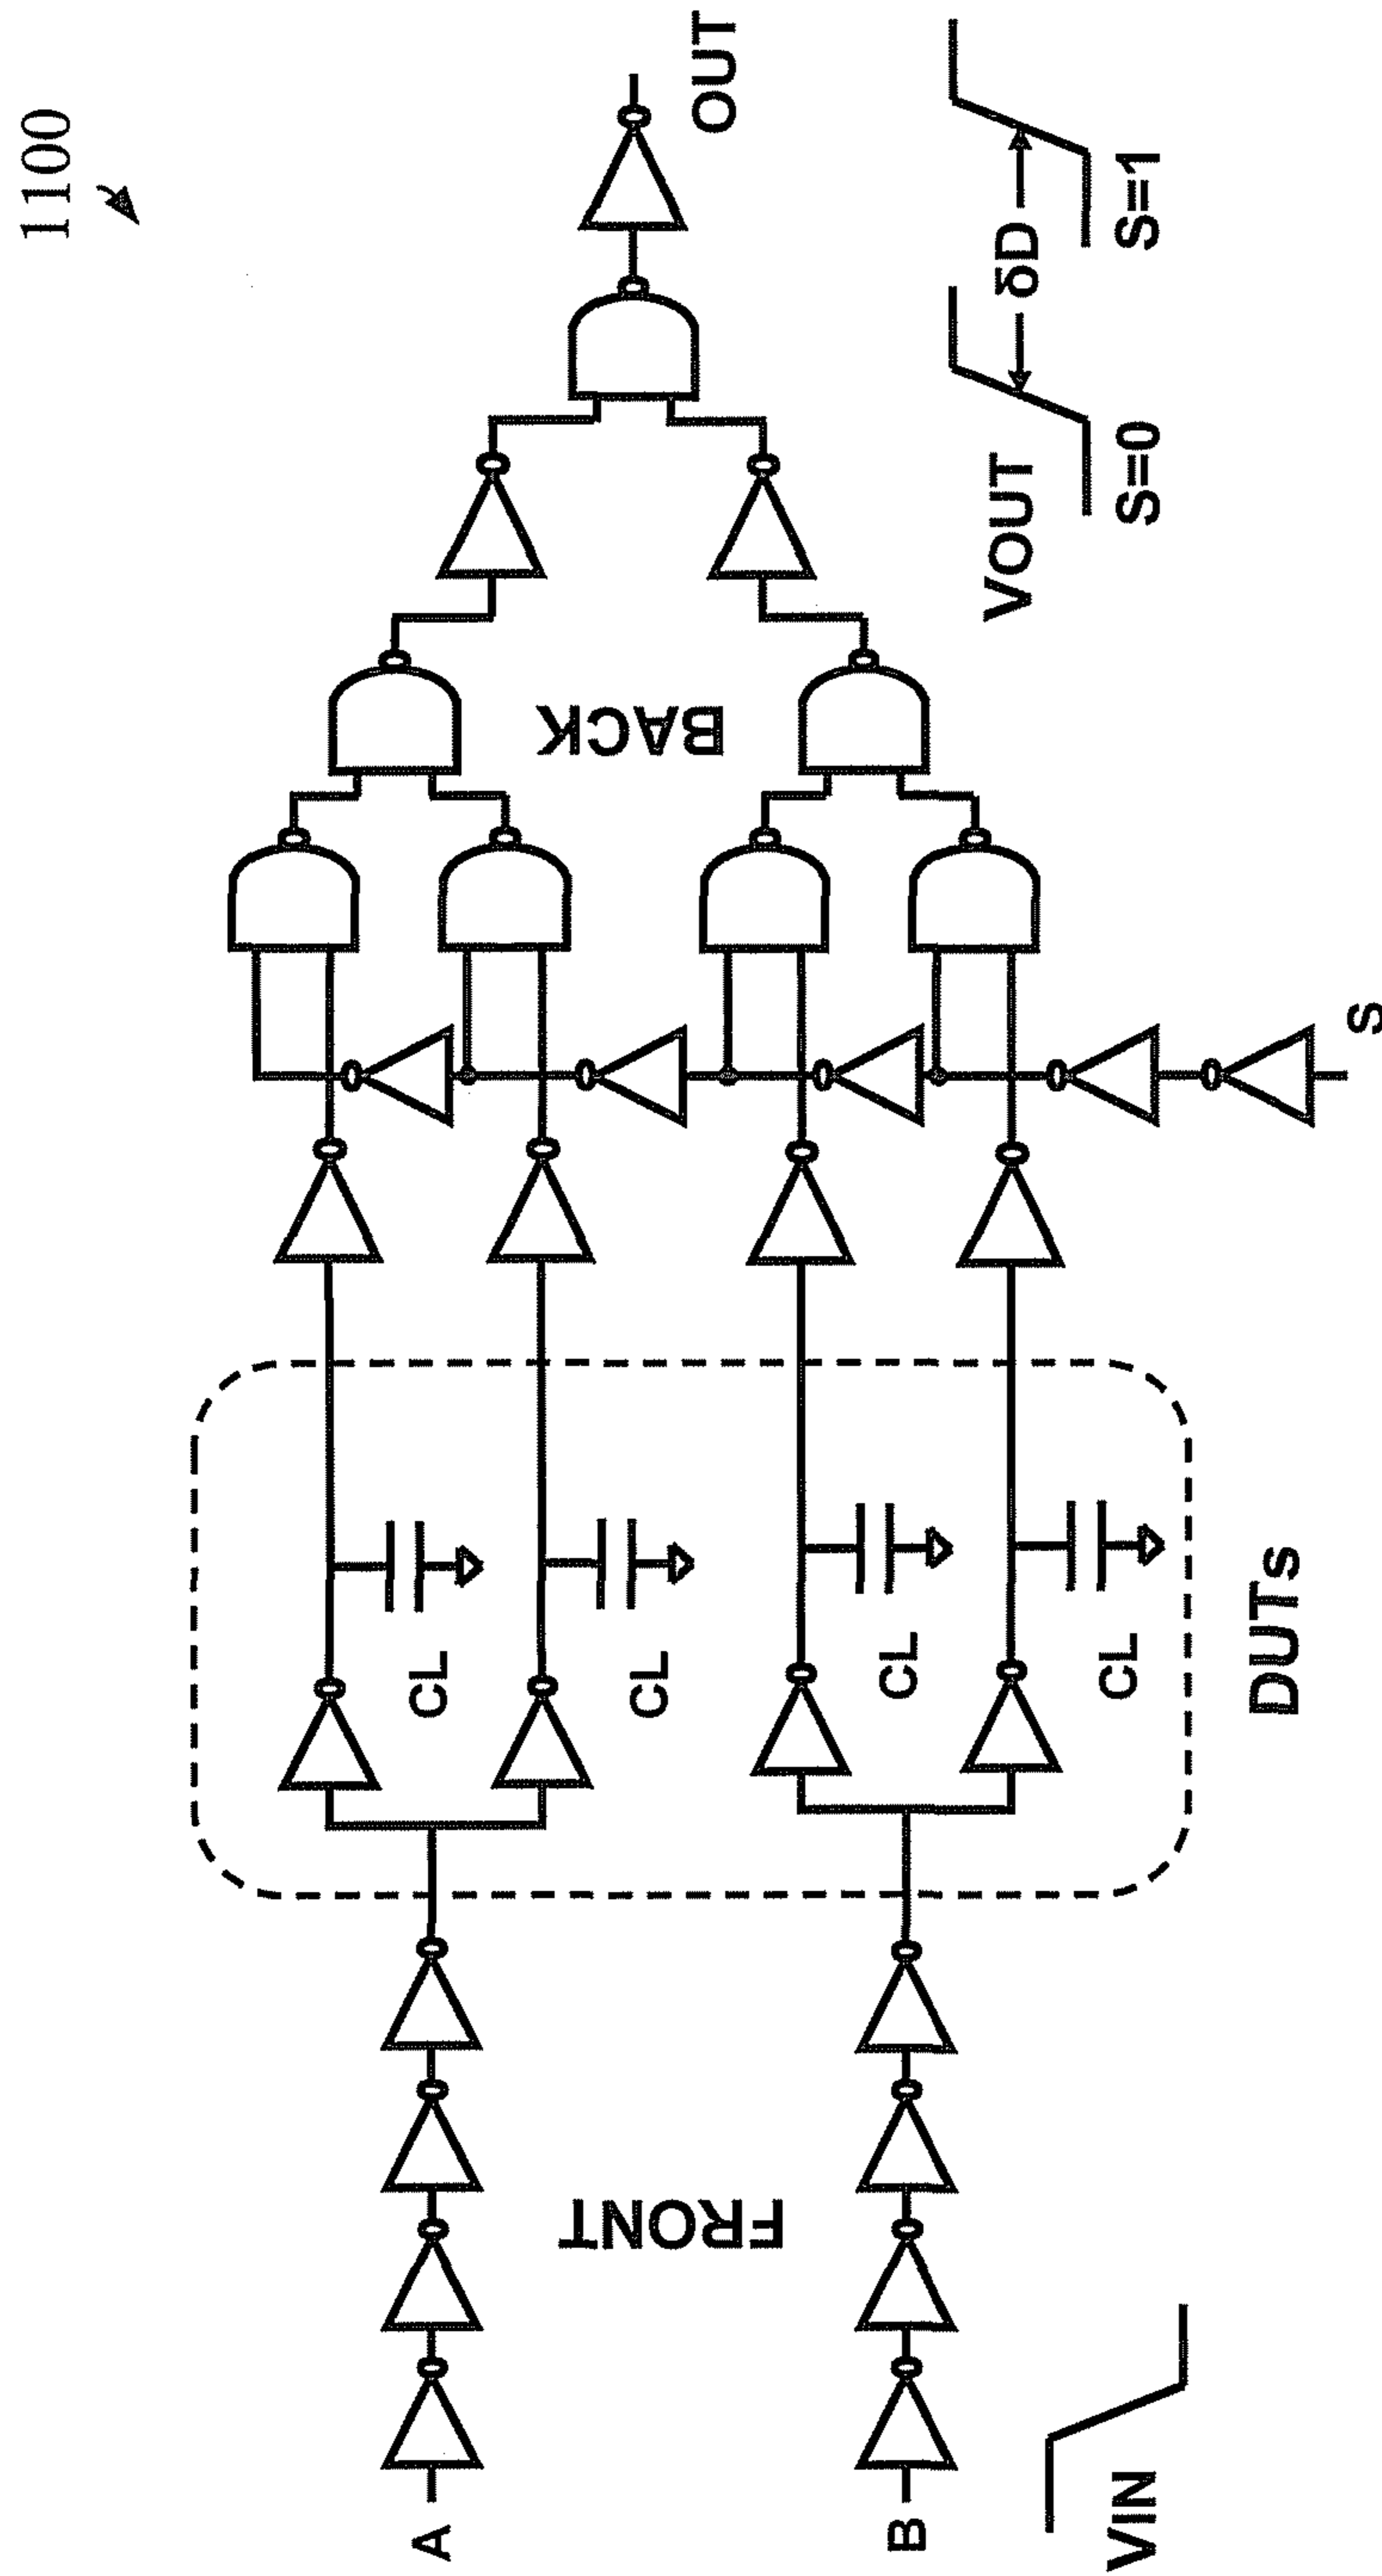 1100
A
B
FRONT
VIN
CL
CL
CL
CL
DUTs
S
BACK
OUT
VOUT
δD
S=0
S=1